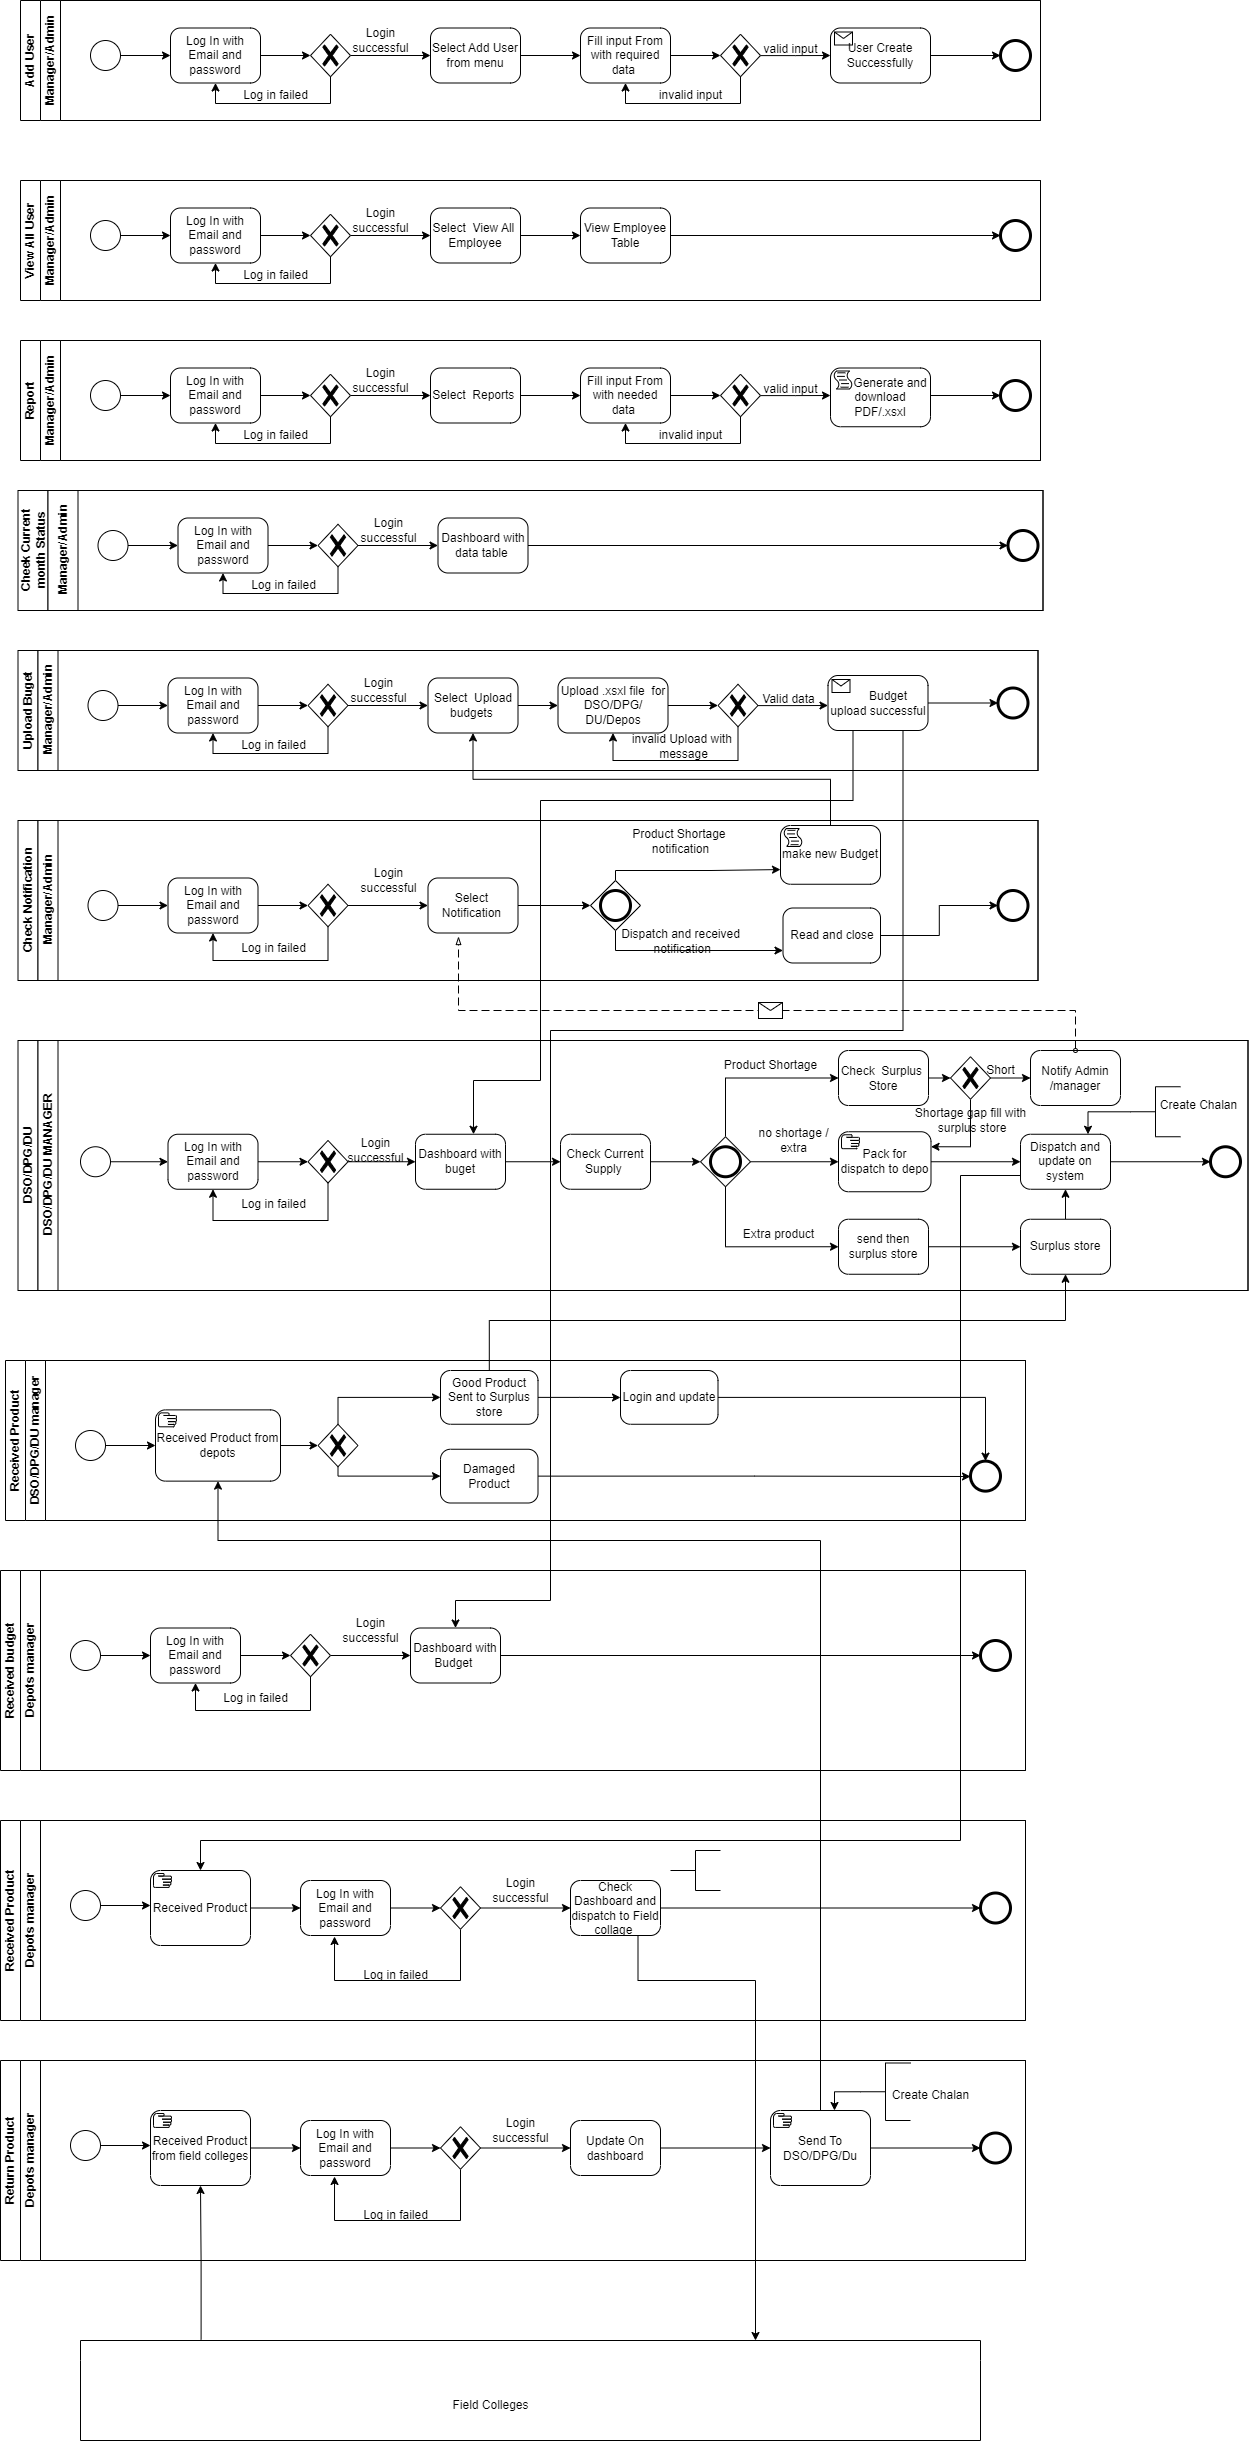 Add User
Manager/Admin
Log In with
Email and
password
Login
successful
Log in failed
Select Add User
from menu
Fill input From
with required
data
valid input
invalid input
User Create
Successfully
View All User
Manager/Admin
Log In with
Email and
password
Login
successful
Log in failed
Select  View All
Employee
View Employee
Table
Report
Manager/Admin
Log In with
Email and
password
Login
successful
Log in failed
Select  Reports
Fill input From
with needed
data
valid input
invalid input
Generate and
download
PDF/.xsxl
Cheek Current
month Status
Manager/Admin
Log In with
Email and
password
Login
successful
Log in failed
Dashboard with
data table
Upload Buget
Manager/Admin
Log In with
Email and
password
Login
successful
Log in failed
Select  Upload
budgets
Upload .xsxl file  for
DSO/DPG/
DU/Depos
Valid data
invalid Upload with
message
Budget
upload successful
Check Notification
Manager/Admin
Log In with
Email and
password
Login
successful
Log in failed
Select
Notification
Product Shortage
notification
Dispatch and received
notification
make new Budget
Read and close
DSO/DPG/DU
DSO/DPG/DU MANAGER
Log In with
Email and
password
Login
successful
Log in failed
Dashboard with
buget
Check Current
Supply
Product Shortage
no shortage /
extra
Extra product
Check  Surplus
Store
Short
Notify Admin
/manager
Shortage gap fill with
surplus store
Create Chalan
Pack for
dispatch to depo
Dispatch and
update on
system
send then
surplus store
Surplus store
Received Product
DSO/DPG/DU manager
Received Product from
depots
Good Product
Sent to Surplus
store
Login and update
Damaged
Product
Received budget
Depots manager
Log In with
Email and
password
Login
successful
Log in failed
Dashboard with
Budget
Received Product
Depots manager
Received Product
Log In with
Email and
password
Login
successful
Log in failed
Check
Dashboard and
dispatch to Field
collage
Return Product
Depots manager
Received Product
from field colleges
Log In with
Email and
password
Login
successful
Log in failed
Update On
dashboard
Send To
DSO/DPG/Du
Create Chalan
Field Colleges